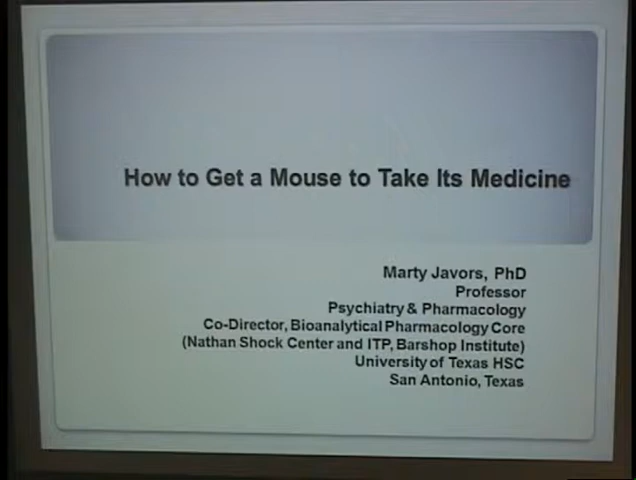 How to Get a Mouse to Take Its Medicine
Marty Javors, PhD
Professor
Psychiatry & Pharmacology
Co-Director, Bioanalytical Pharmacology Core
(Nathan Shock Center and ITP, Barshop Institute)
University of Texas HSC
San Antonio, Texas